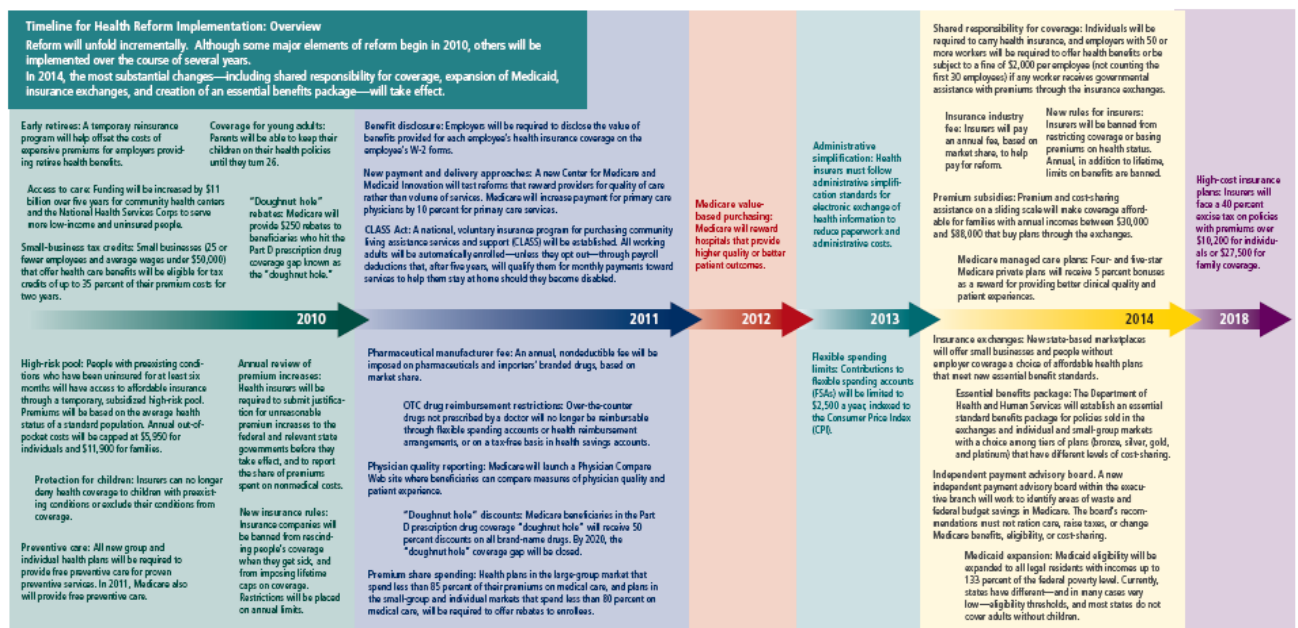 Timeline for Health Reform Implementation: Overview
Reform will unfold incrementally. Although some major elements of reform begin in 2010, others will be
implemented over the course of several years.
In 2014, the most substantial changes—including shared responsibility for coverage, expansion of Medicaid,
insurance exchanges, and creation of an essential benefits package—will take effect.
Early retirees: A temporary reinsurance
program will help offset the costs of
expensive premiums for employers provid-
ing retiree health benefits.
Coverage for young adults:
Parents will be able to keep their
children on their health policies
until they turn 26.
Access to care: Funding will be increased by $11
billion over five years for community health centers
and the National Health Services Corps to serve
more low-income and uninsured people.
"Doughnut hole"
rebates: Medicare will
provide $250 rebates to
beneficiaries who hit the
Part D prescription drug
coverage gap known as
the "doughnut hole."
Small-business tax credits: Small businesses (25 or
fewer employees and average wages under $50,000)
that offer health care benefits will be eligible for tax
credits of up to 35 percent of their premium costs for
two years.
2010
High-risk pool: People with preexisting condi-
tions who have been uninsured for at least six
months will have access to affordable insurance
through a temporary, subsidized high-risk pool.
Premiums will be based on the average health
status of a standard population. Annual out-of-
pocket costs will be capped at $5,950 for
individuals and $11,900 for families.
Protection for children: Insurers can no longer
deny health coverage to children with preexist-
ing conditions or exclude their conditions from
coverage.
Preventive care: All new group and
individual health plans will be required to
provide free preventive care for proven
preventive services. In 2011, Medicare also
will provide free preventive care.
Annual review of
premium increases:
Health insurers will be
required to submit justifica-
tion for unreasonable
premium increases to the
federal and relevant state
governments before they
take effect, and to report
the share of premiums
spent on nonmedical costs.
New insurance rules:
Insurance companies will
be banned from rescind-
ing people's coverage
when they get sick, and
from imposing lifetime
caps on coverage.
Restrictions will be placed
on annual limits.
Benefit disclosure: Employers will be required to disclose the value of
benefits provided for each employee's health insurance coverage on the
employee's W-2 forms.
New payment and delivery approaches: A new Center for Medicare and
Medicaid Innovation will test reforms that reward providers for quality of care
rather than volume of services. Medicare will increase payment for primary care
physicians by 10 percent for primary care services.
CLASS Act: A national, voluntary insurance program for purchasing community
living assistance services and support (CLASS) will be established. All working
adults will be automatically enrolled—unless they opt out—through payroll
deductions that, after five years, will qualify them for monthly payments toward
services to help them stay at home should they become disabled.
2011
Pharmaceutical manufacturer fee: An annual, nondeductible fee will be
imposed on pharmaceuticals and importers' branded drugs, based on
market share.
OTC drug reimbursement restrictions: Over-the-counter
drugs not prescribed by a doctor will no longer be reimbursable
through flexible spending accounts or health reimbursement
arrangements, or on a tax-free basis in health savings accounts.
Physician quality reporting: Medicare will launch a Physician Compare
Web site where beneficiaries can compare measures of physician quality and
patient experience.
"Doughnut hole" discounts: Medicare beneficiaries in the Part
D prescription drug coverage "doughnut hole" will receive 50
percent discounts on all brand-name drugs. By 2020, the
"doughnut hole" coverage gap will be closed.
Premium share spending: Health plans in the large-group market that
spend less than 85 percent of their premiums on medical care, and plans in
the small-group and individual markets that spend less than 80 percent on
medical care, will be required to offer rebates to enrollees.
Medicare value-
based purchasing:
Medicare will reward
hospitals that provide
higher quality or better
patient outcomes.
2012
Administrative
simplification: Health
insurers must follow
administrative simplifi-
cation standards for
electronic exchange of
health information to
reduce paperwork and
administrative costs.
2013
Flexible spending
limits: Contributions to
flexible spending accounts
(FSAs) will be limited to
$2,500 a year, indexed to
the Consumer Price Index
(CPI).
Shared responsibility for coverage: Individuals will be
required to carry health insurance, and employers with 50 or
more workers will be required to offer health benefits or be
subject to a fine of $2,000 per employee (not counting the
first 30 employees) if any worker receives governmental
assistance with premiums through the insurance exchanges.
Insurance industry
fee: Insurers will pay
an annual fee, based on
market share, to help
pay for reform.
New rules for insurers:
Insurers will be banned from
restricting coverage or basing
premiums on health status.
Annual, in addition to lifetime,
limits on benefits are banned.
Premium subsidies: Premium and cost-sharing
assistance on a sliding scale will make coverage afford-
able for families with annual incomes between $30,000
and $88,000 that buy plans through the exchanges.
Medicare managed care plans: Four- and five-star
Medicare private plans will receive 5 percent bonuses
as a reward for providing better clinical quality and
patient experiences.
2014
Insurance exchanges: New state-based marketplaces
will offer small businesses and people without
employer coverage a choice of affordable health plans
that meet new essential benefit standards.
Essential benefits package: The Department of
Health and Human Services will establish an essential
standard benefits package for policies sold in the
exchanges and individual and small-group markets
with a choice among tiers of plans (bronze, silver, gold,
and platinum) that have different levels of cost-sharing.
Independent payment advisory board. A new
independent payment advisory board within the execu-
tive branch will work to identify areas of waste and
federal budget savings in Medicare. The board's recom-
mendations must not ration care, raise taxes, or change
Medicare benefits, eligibility, or cost-sharing.
Medicaid expansion: Medicaid eligibility will be
expanded to all legal residents with incomes up to
133 percent of the federal poverty level. Currently,
states have different—and in many cases very
low—eligibility thresholds, and most states do not
cover adults without children.
High-cost insurance
plans: Insurers will
face a 40 percent
excise tax on policies
with premiums over
$10,200 for individu-
als or $27,500 for
family coverage.
2018